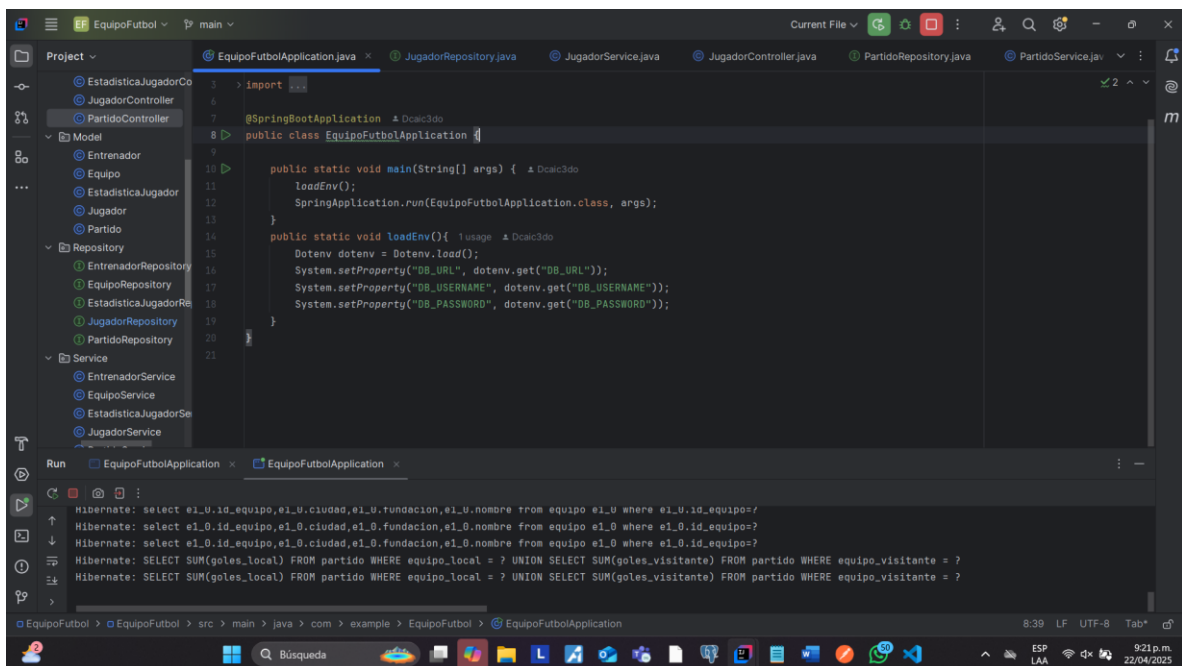 EF EquipoFutbol main Current File
Project
EquipoFutbolApplication.java JugadorRepository.java JugadorService.java JugadorController.java PartidoRepository.java PartidoService.jav
EstadisticaJugadorCo
JugadorController
PartidoController
Model
Entrenador
Equipo
EstadisticaJugador
Jugador
Partido
Repository
EntrenadorRepository
EquipoRepository
EstadisticaJugadorRe
JugadorRepository
PartidoRepository
Service
EntrenadorService
EquipoService
EstadisticaJugadorSe
JugadorService
2
3 > import ...
6
7 @SpringBootApplication Dcaic3do
8 public class EquipoFutbolApplication {
9
10 public static void main(String[] args) { Dcaic3do
11 loadEnv();
12 SpringApplication.run(EquipoFutbolApplication.class, args);
13 }
14 public static void loadEnv(){ 1 usage Dcaic3do
15 Dotenv dotenv = Dotenv.load();
16 System.setProperty("DB_URL", dotenv.get("DB_URL"));
17 System.setProperty("DB_USERNAME", dotenv.get("DB_USERNAME"));
18 System.setProperty("DB_PASSWORD", dotenv.get("DB_PASSWORD"));
19 }
20 }
21
m
Run EquipoFutbolApplication EquipoFutbolApplication
Hibernate: select e1_0.id_equipo,e1_0.ciudad,e1_0.fundacion,e1_0.nombre from equipo e1_0 where e1_0.id_equipo=?
Hibernate: select e1_0.id_equipo,e1_0.ciudad,e1_0.fundacion,e1_0.nombre from equipo e1_0 where e1_0.id_equipo=?
Hibernate: select e1_0.id_equipo,e1_0.ciudad,e1_0.fundacion,e1_0.nombre from equipo e1_0 where e1_0.id_equipo=?
Hibernate: SELECT SUM(goles_local) FROM partido WHERE equipo_local = ? UNION SELECT SUM(goles_visitante) FROM partido WHERE equipo_visitante = ?
Hibernate: SELECT SUM(goles_local) FROM partido WHERE equipo_local = ? UNION SELECT SUM(goles_visitante) FROM partido WHERE equipo_visitante = ?
EquipoFutbol > EquipoFutbol > src > main > java > com > example > EquipoFutbol > EquipoFutbolApplication 8:39 LF UTF-8 Tab*
2 Búsqueda L 50 ESP 9:21 p.m.
LAA 22/04/2025